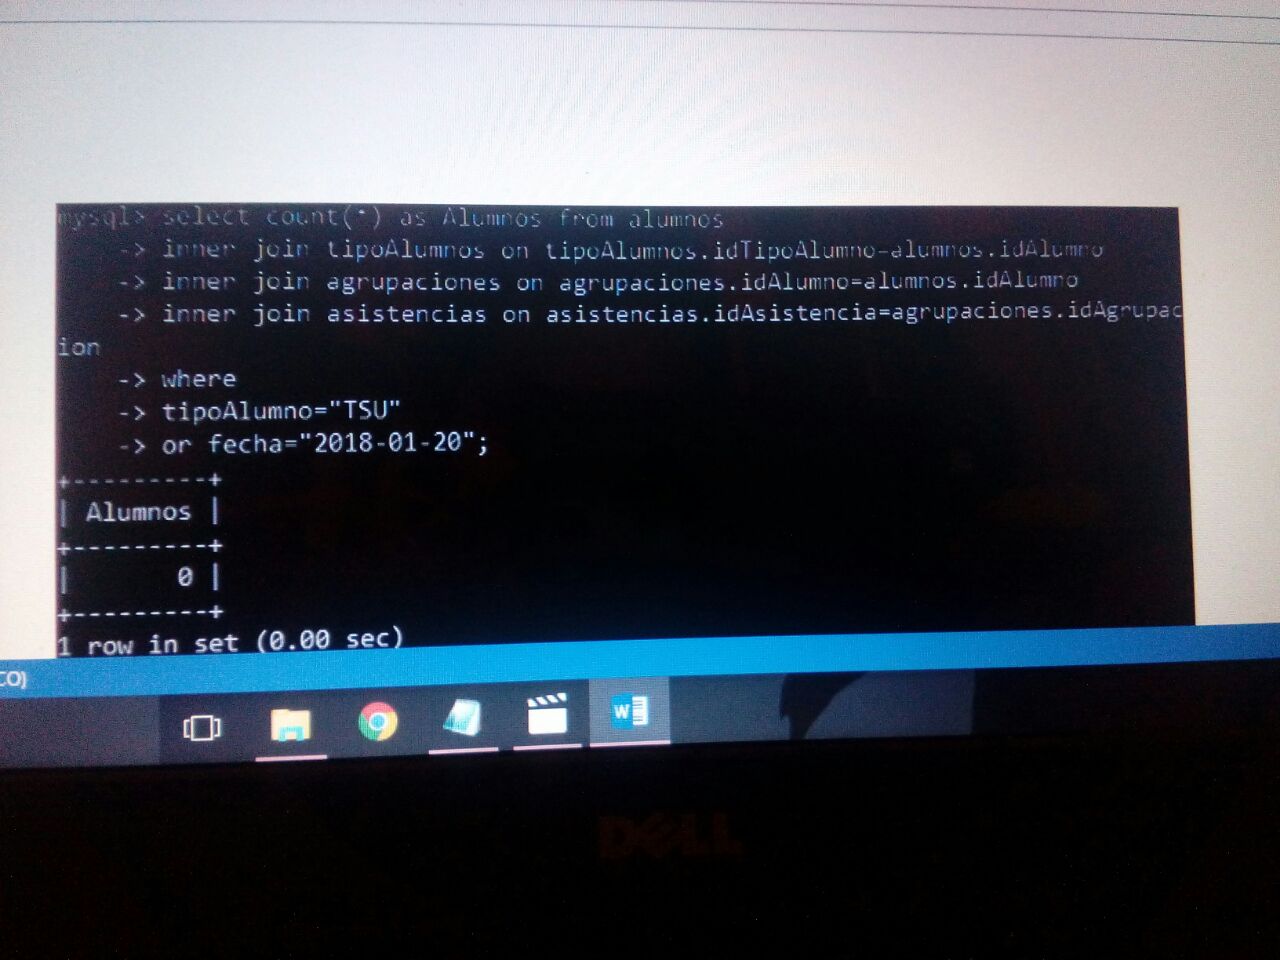 mysql> select count(*) as Alumnos from alumnos
-> inner join tipoAlumnos on tipoAlumnos.idTipoAlumno=alumnos.idAlumno
-> inner join agrupaciones on agrupaciones.idAlumno=alumnos.idAlumno
-> inner join asistencias on asistencias.idAsistencia=agrupaciones.idAgrupac
ion
-> where
-> tipoAlumno="TSU"
-> or fecha="2018-01-20";
+---------+
| Alumnos |
+---------+
| 0 |
+---------+
1 row in set (0.00 sec)
CO)
W
DELL